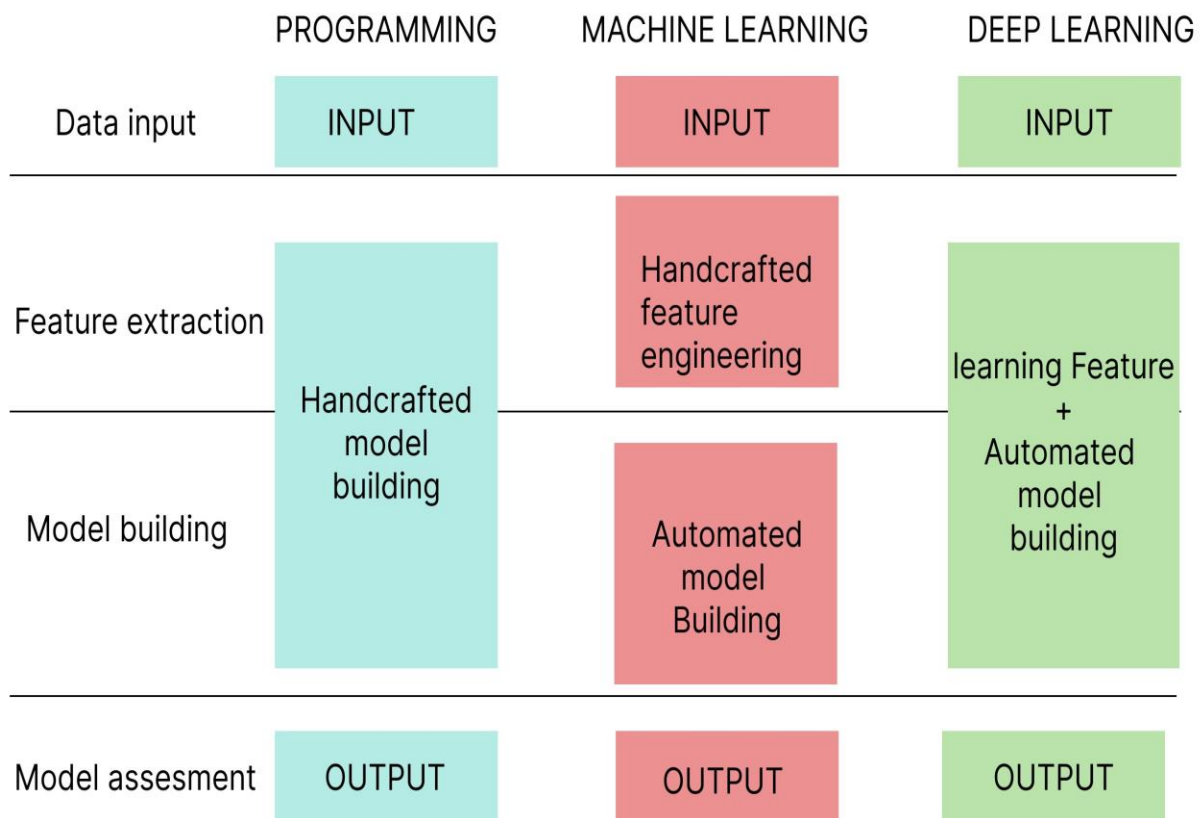 PROGRAMMING MACHINE LEARNING DEEP LEARNING
Data input INPUT INPUT INPUT
Feature extraction
Handcrafted
model
building
Handcrafted
feature
engineering
learning Feature
+
Automated
model
building
Model building
Automated
model
Building
Model assesment OUTPUT OUTPUT OUTPUT